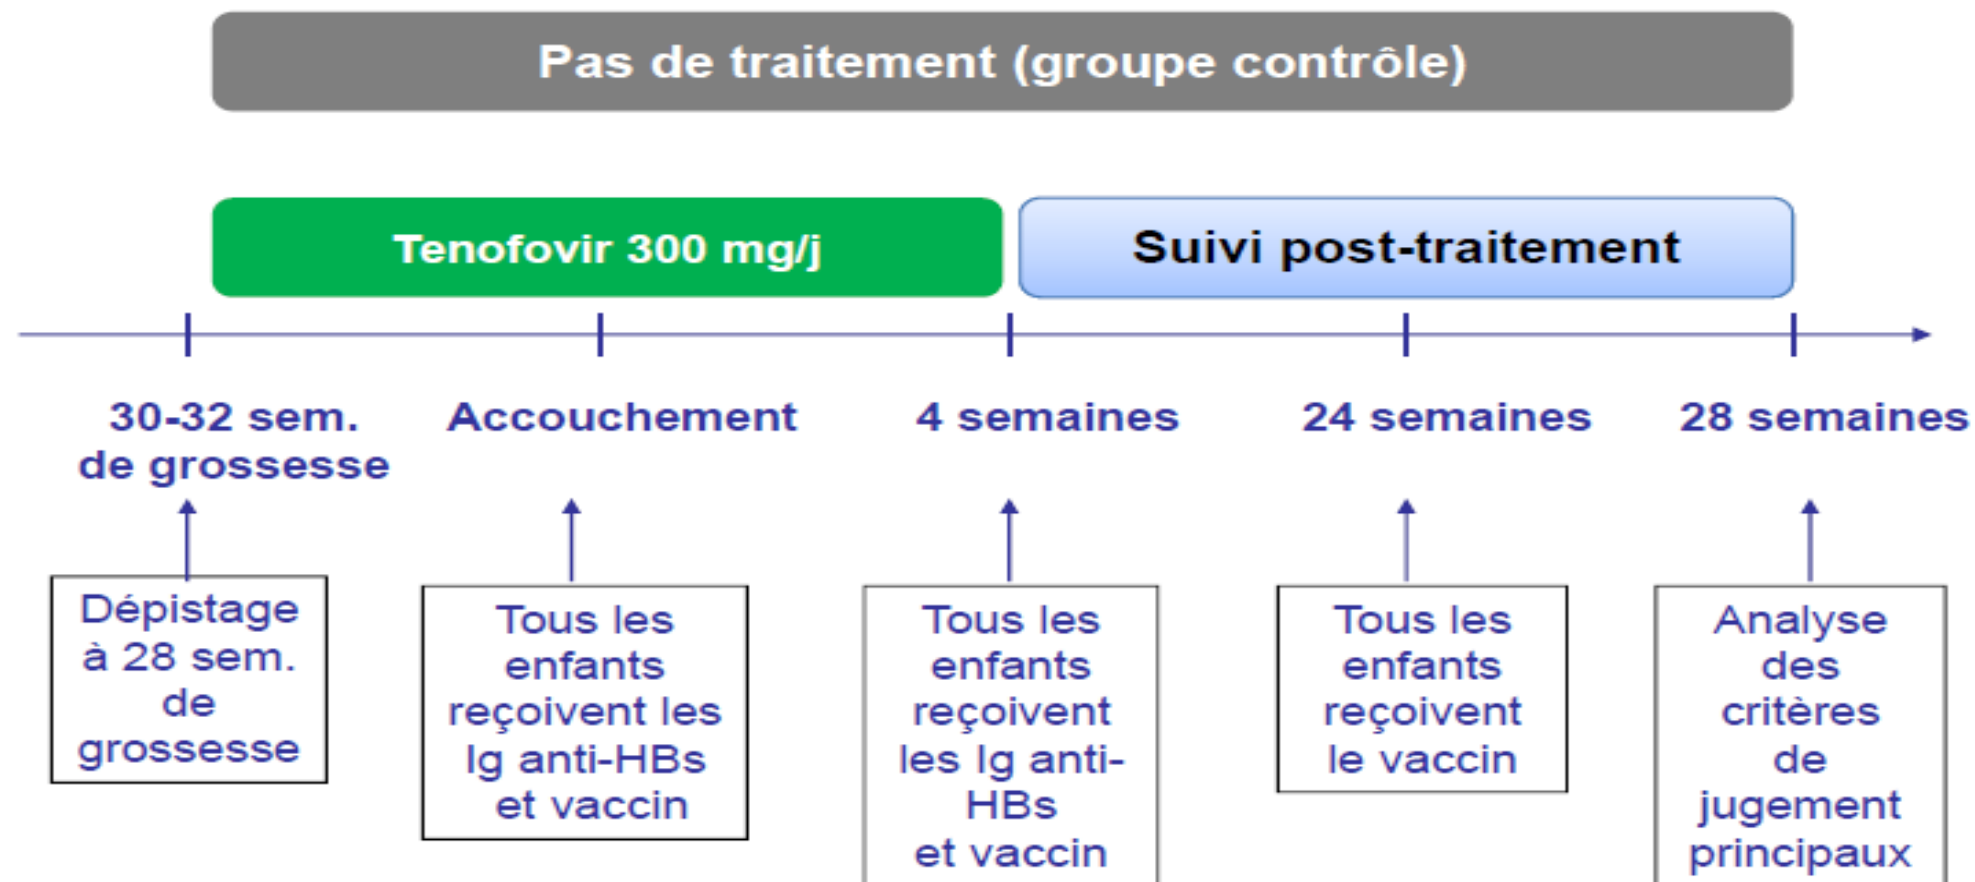 Pas de traitement (groupe contrôle)
Tenofovir 300 mg/j
Suivi post-traitement
30-32 sem.
de grossesse
Accouchement
4 semaines
24 semaines
28 semaines
Dépistage
à 28 sem.
de
grossesse
Tous les
enfants
reçoivent les
Ig anti-HBs
et vaccin
Tous les
enfants
reçoivent
les Ig anti-
HBs
et vaccin
Tous les
enfants
reçoivent
le vaccin
Analyse
des
critères
de
jugement
principaux